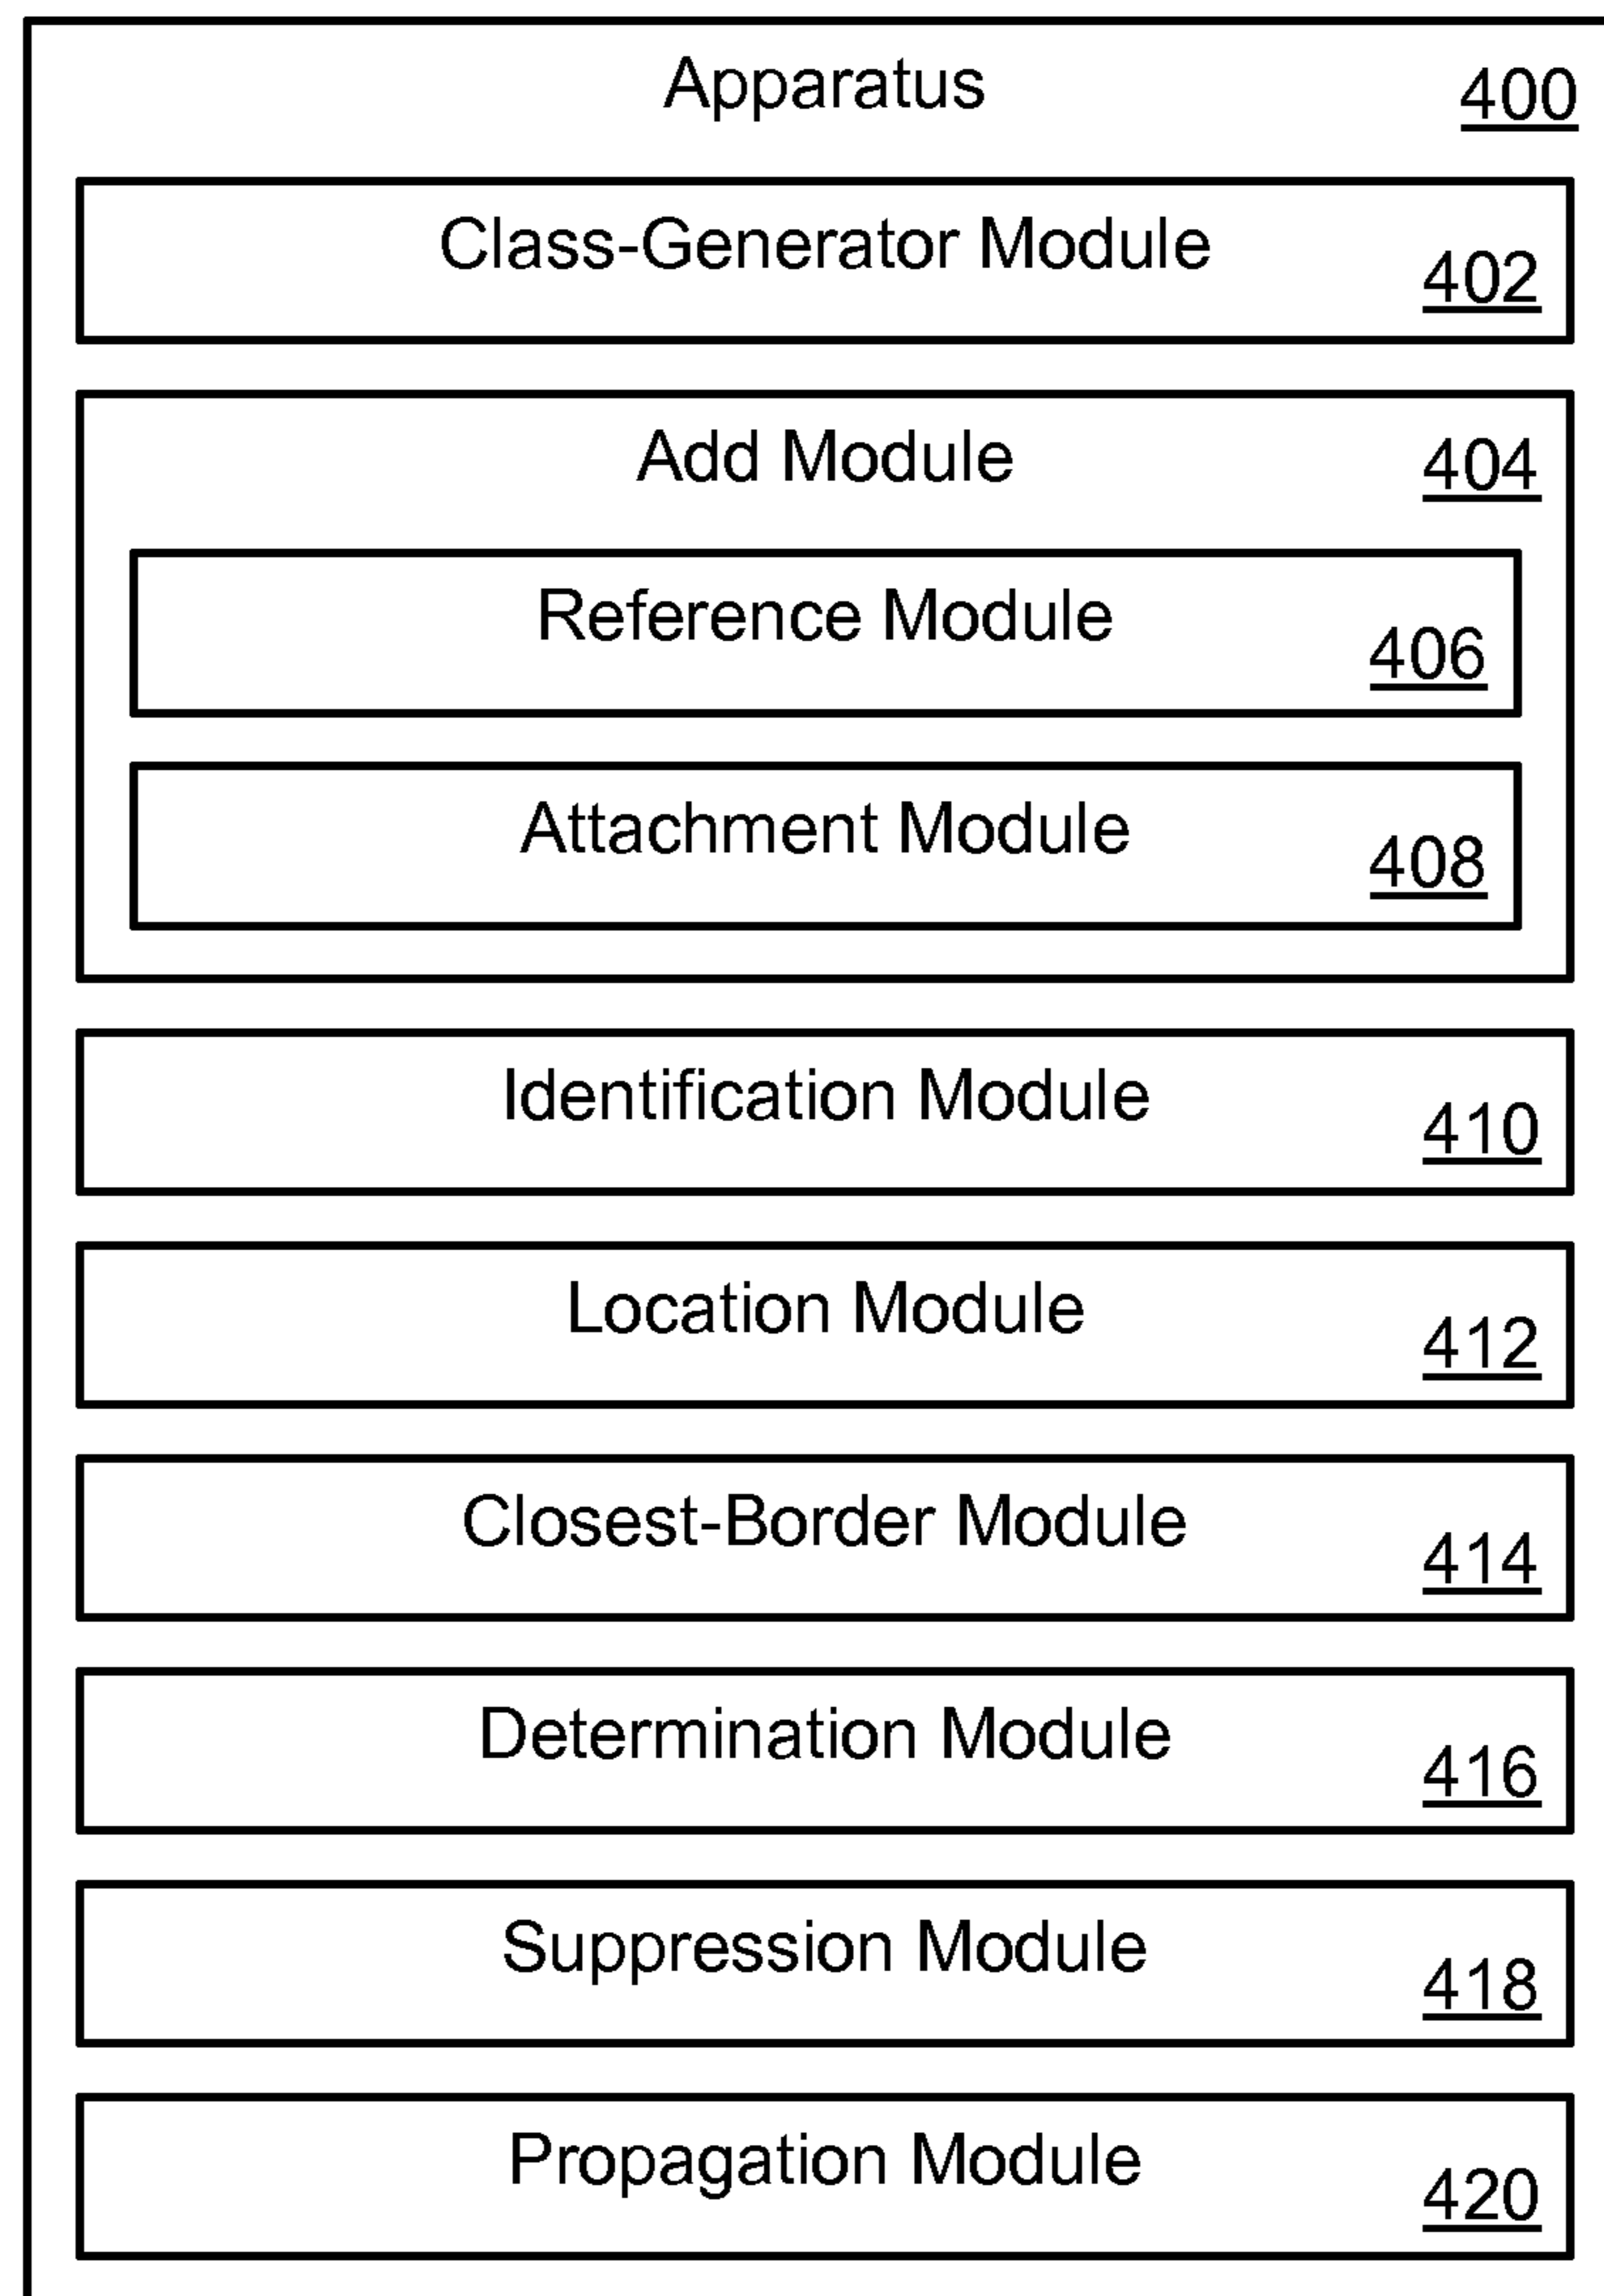 Apparatus 400
Class-Generator Module 402
Add Module 404
Reference Module 406
Attachment Module 408
Identification Module 410
Location Module 412
Closest-Border Module 414
Determination Module 416
Suppression Module 418
Propagation Module 420